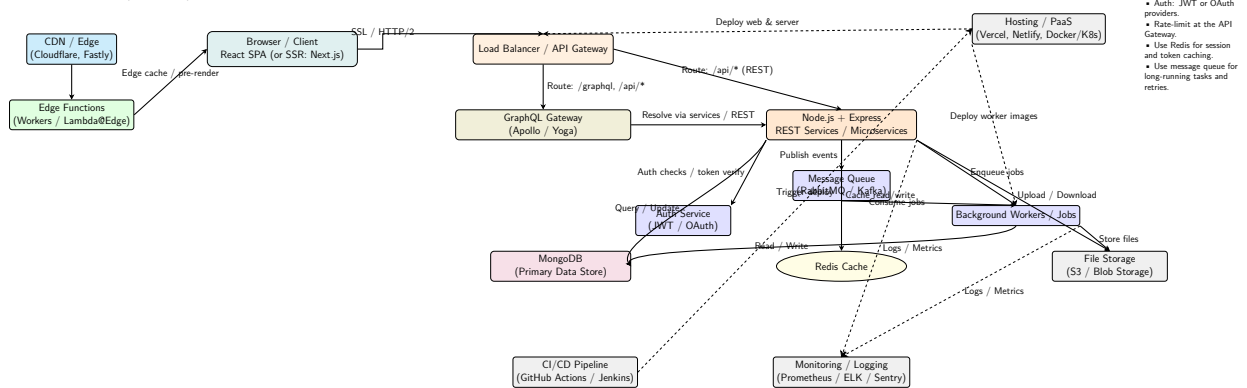 ▪ Auth: JWT or OAuth
providers.
▪ Rate-limit at the API
Gateway.
▪ Use Redis for session
and token caching.
▪ Use message queue for
long-running tasks and
retries.
Hosting / PaaS
(Vercel, Netlify, Docker/K8s)
Deploy web & server
CDN / Edge
(Cloudflare, Fastly)
Browser / Client
React SPA (or SSR: Next.js)
SSL / HTTP/2
Load Balancer / API Gateway
Edge cache / pre-render
Route: /api/* (REST)
Route: /graphql, /api/*
Edge Functions
(Workers / Lambda@Edge)
GraphQL Gateway
(Apollo / Yoga)
Resolve via services / REST
Node.js + Express
REST Services / Microservices
Deploy worker images
Publish events
Auth checks / token verify
Enqueue jobs
Message Queue
(RabbitMQ / Kafka)
Trigger deploy
Cache read/write
Consume jobs
Upload / Download
Query / Update
Auth Service
(JWT / OAuth)
Background Workers / Jobs
Read / Write
Logs / Metrics
Store files
MongoDB
(Primary Data Store)
Redis Cache
File Storage
(S3 / Blob Storage)
Logs / Metrics
CI/CD Pipeline
(GitHub Actions / Jenkins)
Monitoring / Logging
(Prometheus / ELK / Sentry)